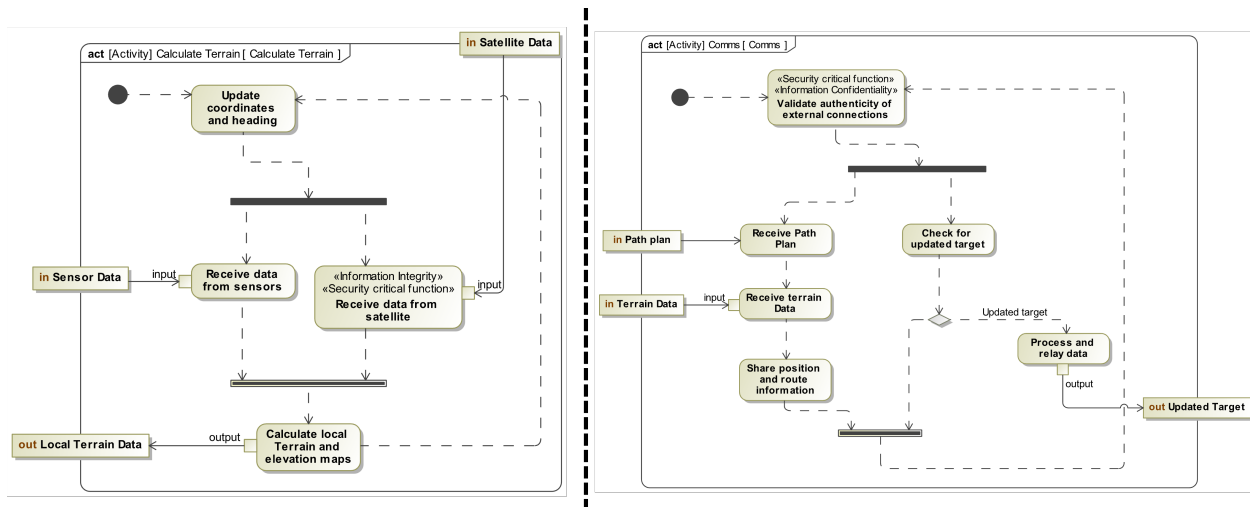 act [Activity] Calculate Terrain [ Calculate Terrain ]
in Satellite Data
Update
coordinates
and heading
in Sensor Data
input
Receive data
from sensors
«Information Integrity»
«Security critical function»
Receive data from
satellite
input
out Local Terrain Data
output
Calculate local
Terrain and
elevation maps
act [Activity] Comms [ Comms ]
«Security critical function»
«Information Confidentiality»
Validate authenticity of
external connections
in Path plan
Receive Path
Plan
Check for
updated target
in Terrain Data
input
Receive terrain
Data
Updated target
Process and
relay data
Share position
and route
information
output
out Updated Target